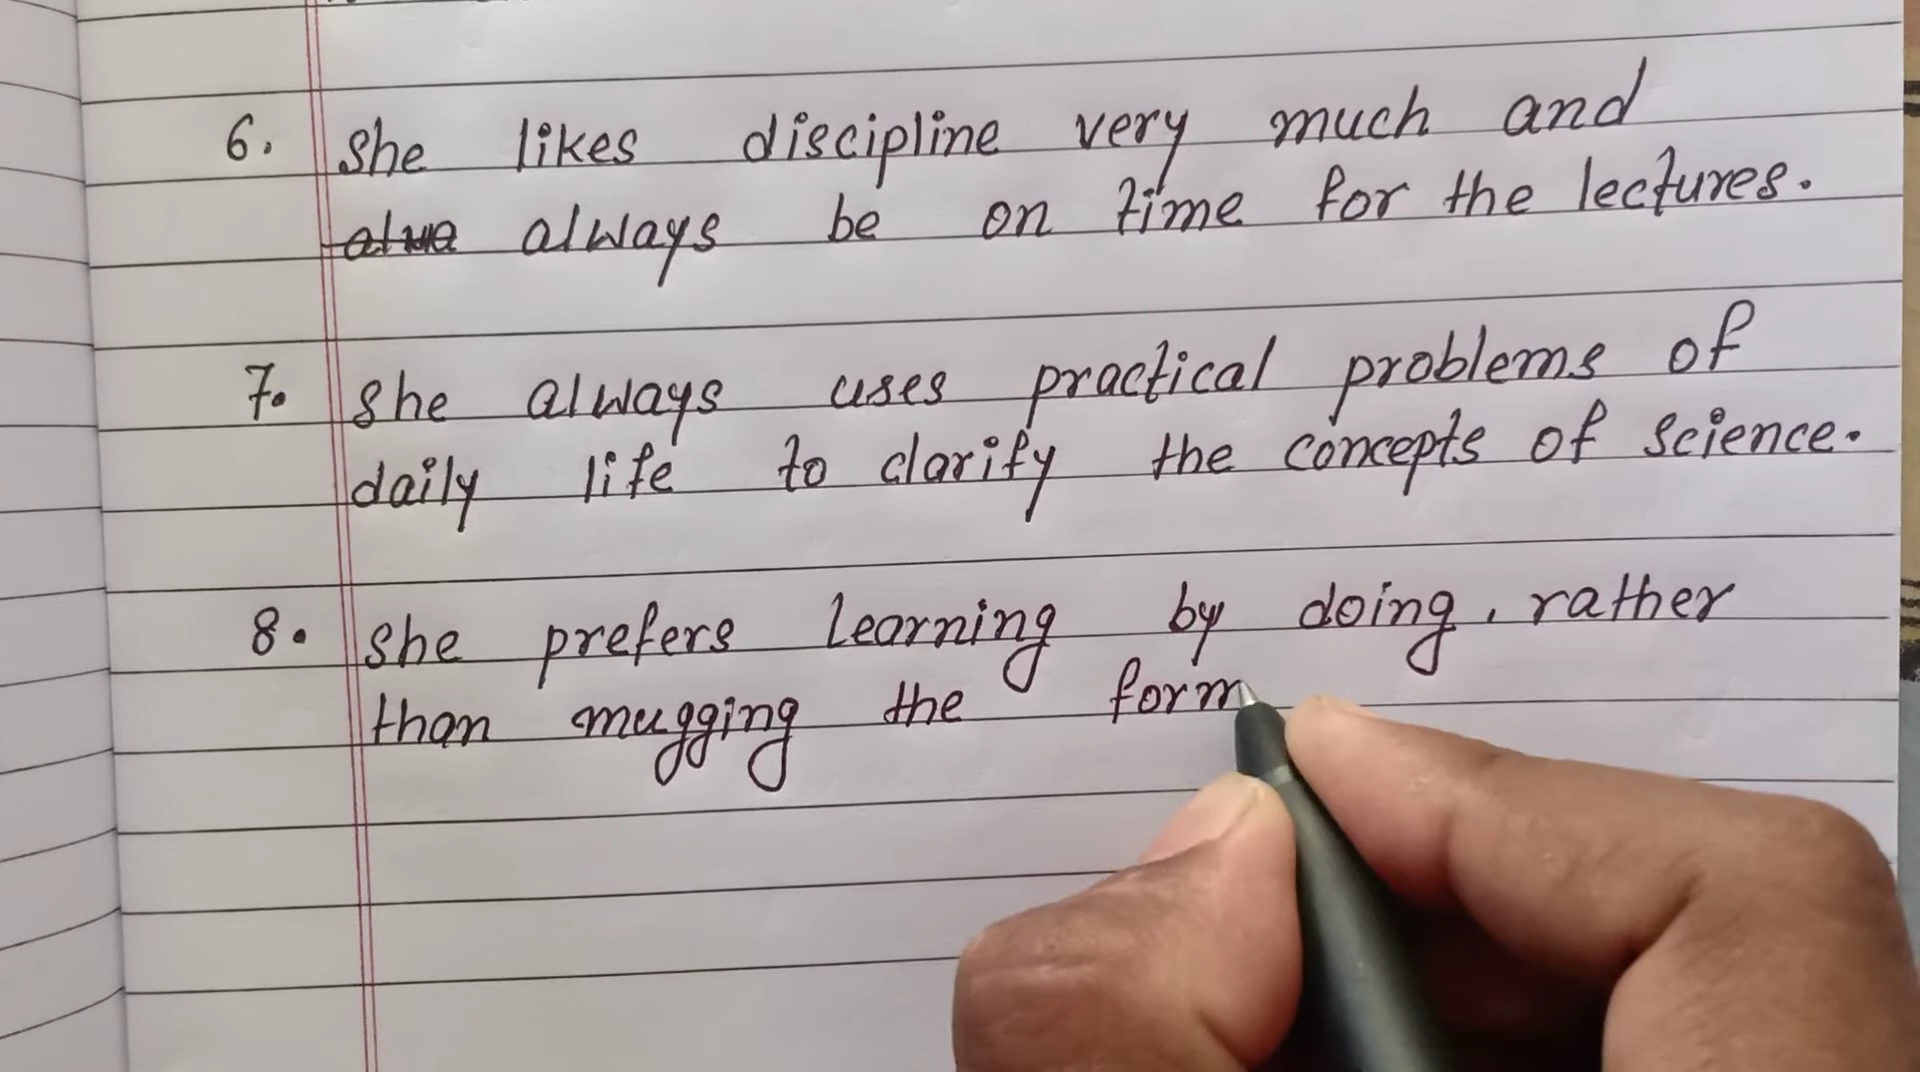 6. She likes discipline very much and
always be on time for the lectures.
7. She always uses practical problems of
daily life to clarify the concepts of science.
8. She prefers learning by doing, rather
than mugging the form